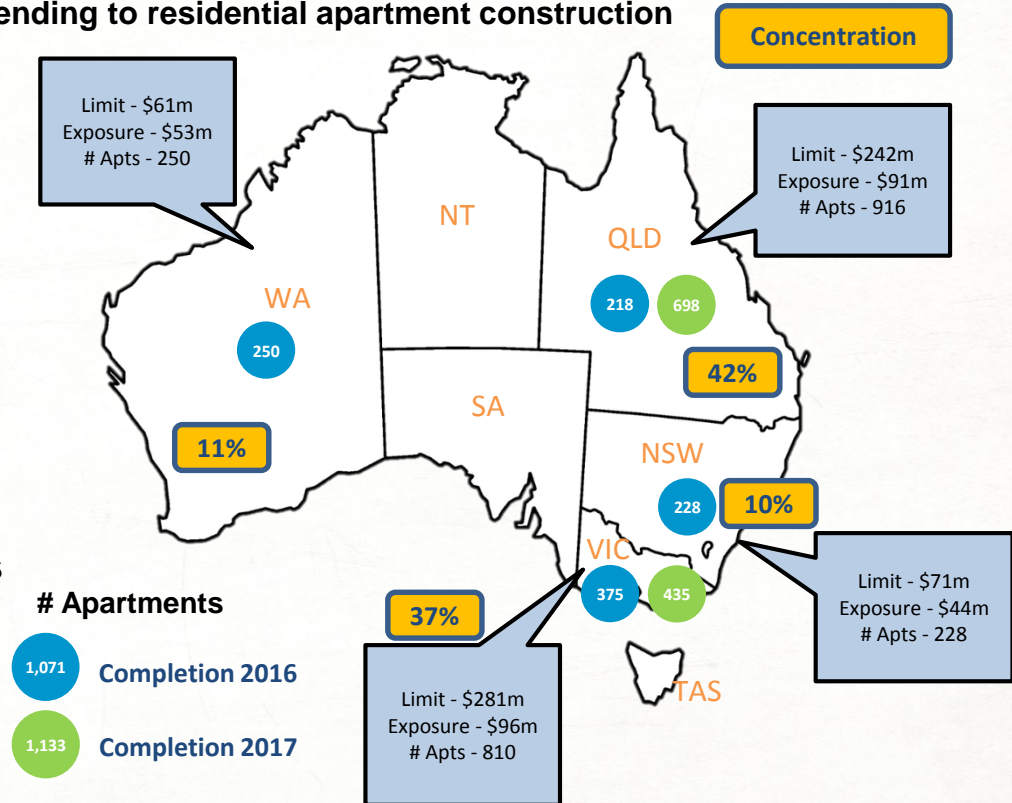 ending to residential apartment construction
Concentration
Limit - $61m
Exposure - $53m
# Apts - 250
Limit - $242m
Exposure - $91m
# Apts - 916
NT
QLD
WA
218
698
250
42%
SA
11%
NSW
228
10%
VIC
375
435
37%
Limit - $71m
Exposure - $44m
# Apts - 228
s
# Apartments
1,071
Completion 2016
1,133
Completion 2017
Limit - $281m
Exposure - $96m
# Apts - 810
TAS